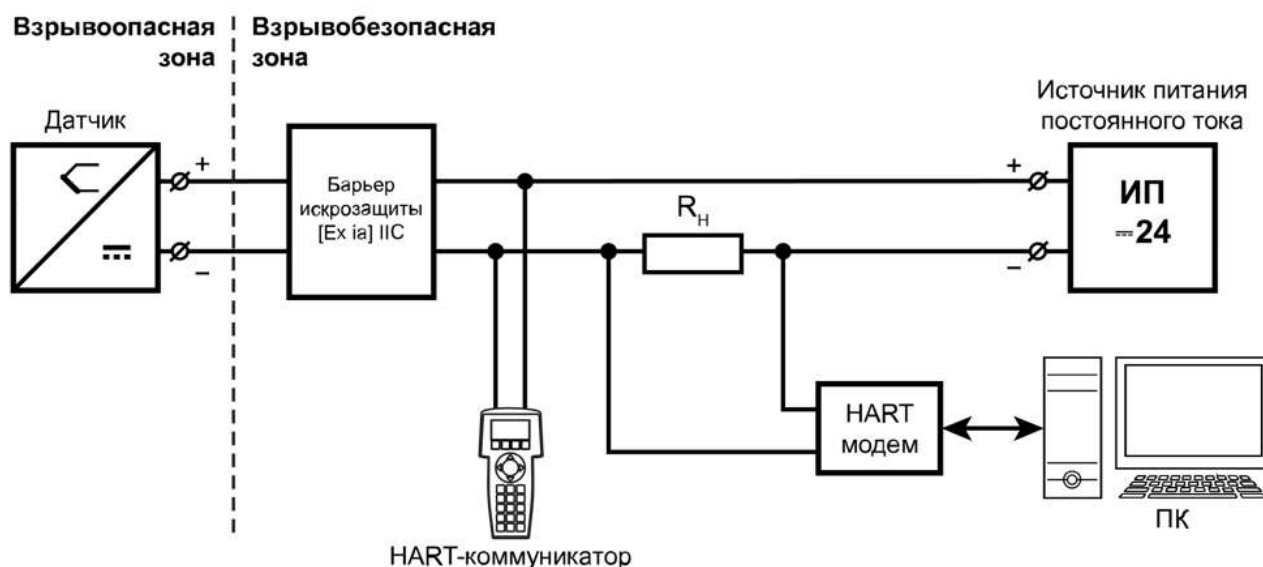 Взрывоопасная
зона
Взрывобезопасная
зона
Датчик
+
−
Барьер
искрозащиты
[Ex ia] IIC
R_H
Источник питания
постоянного тока
+
−
ИП
⎓24
HART
модем
ПК
HART-коммуникатор